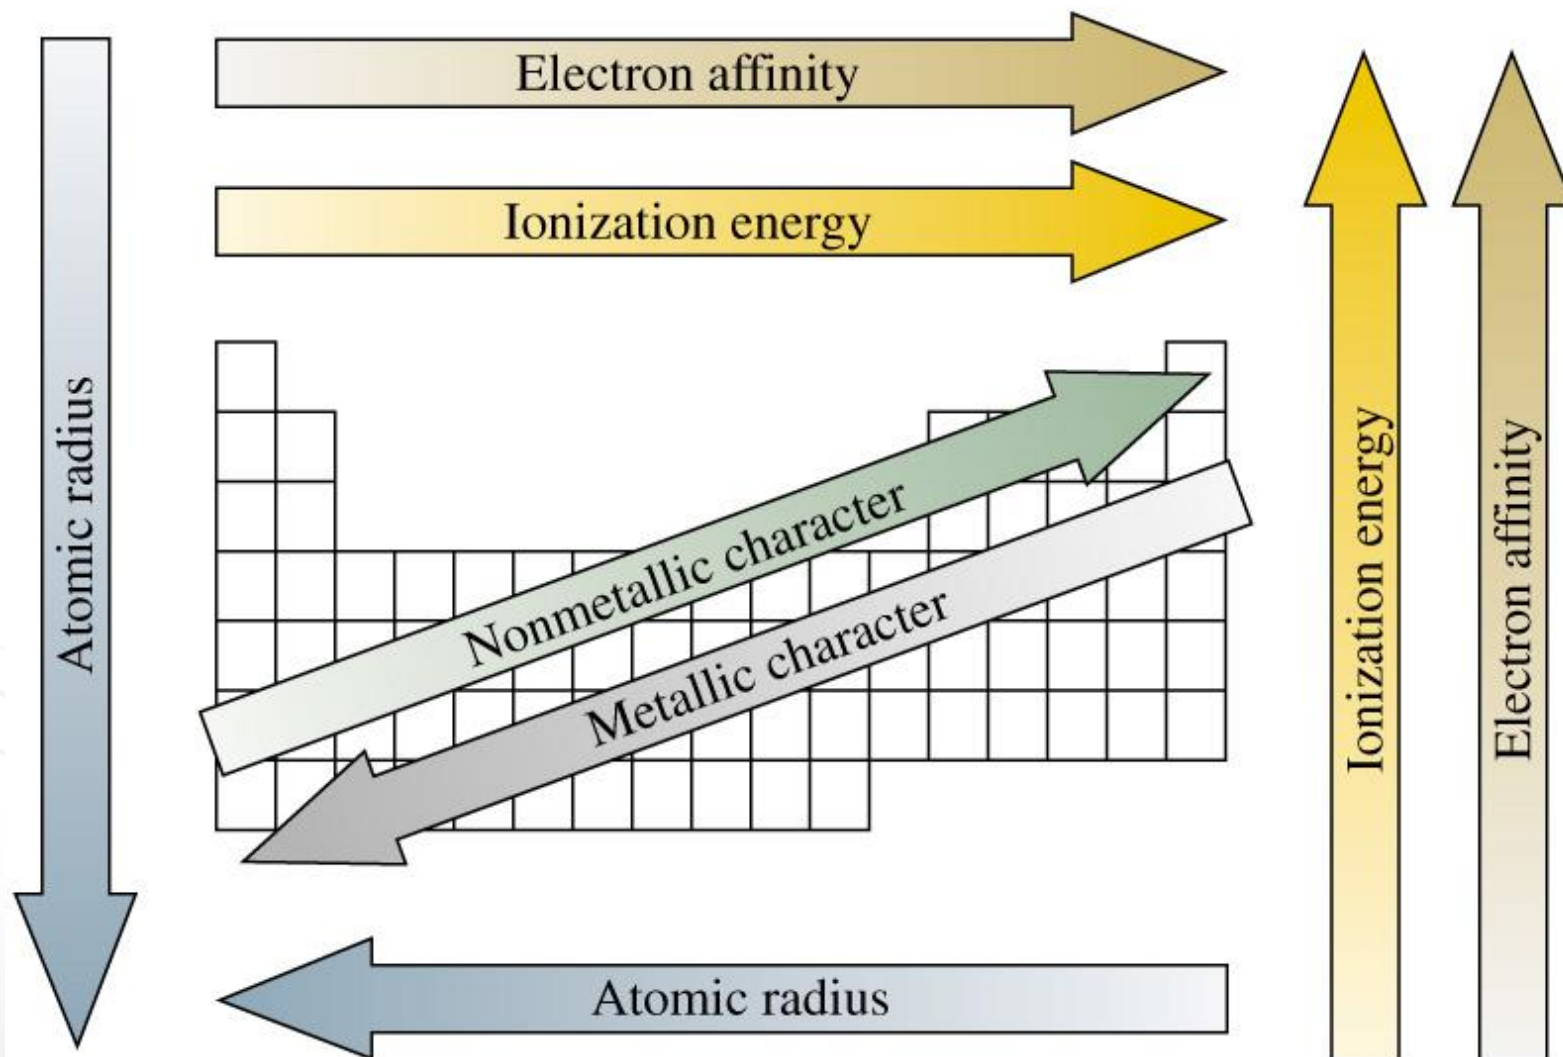 Electron affinity
Ionization energy
Atomic radius
Nonmetallic character
Metallic character
Ionization energy
Electron affinity
Atomic radius